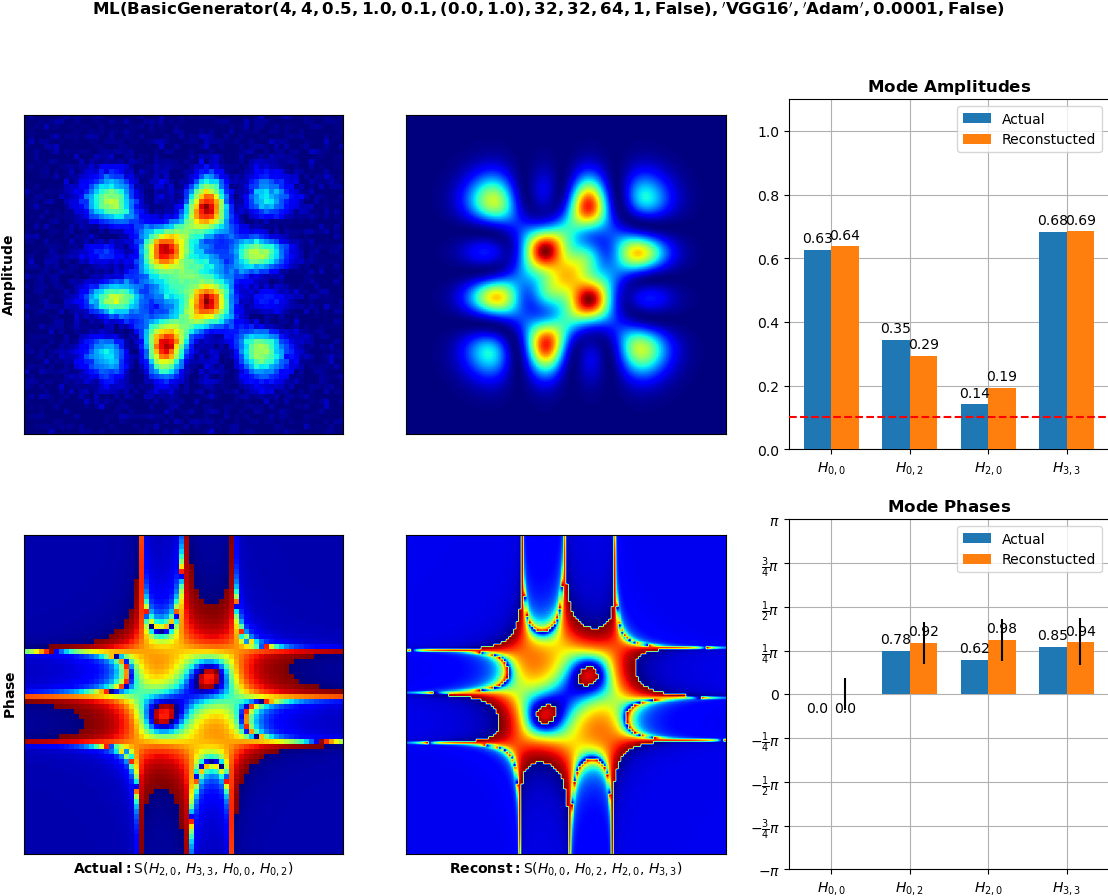 ML(BasicGenerator(4, 4, 0.5, 1.0, 0.1, (0.0, 1.0), 32, 32, 64, 1, False), ′VGG16′, ′Adam′, 0.0001, False)
Amplitude
Mode Amplitudes
Actual
Reconstucted
1.0
0.8
0.6
0.4
0.2
0.0
0.63
0.64
0.35
0.29
0.14
0.19
0.68
0.69
H0,0
H0,2
H2,0
H3,3
Phase
Mode Phases
Actual
Reconstucted
π
3/4 π
1/2 π
1/4 π
0
−1/4 π
−1/2 π
−3/4 π
−π
0.0
0.0
0.78
0.92
0.62
0.98
0.85
0.94
H0,0
H0,2
H2,0
H3,3
Actual: S(H2,0, H3,3, H0,0, H0,2)
Reconst: S(H0,0, H0,2, H2,0, H3,3)